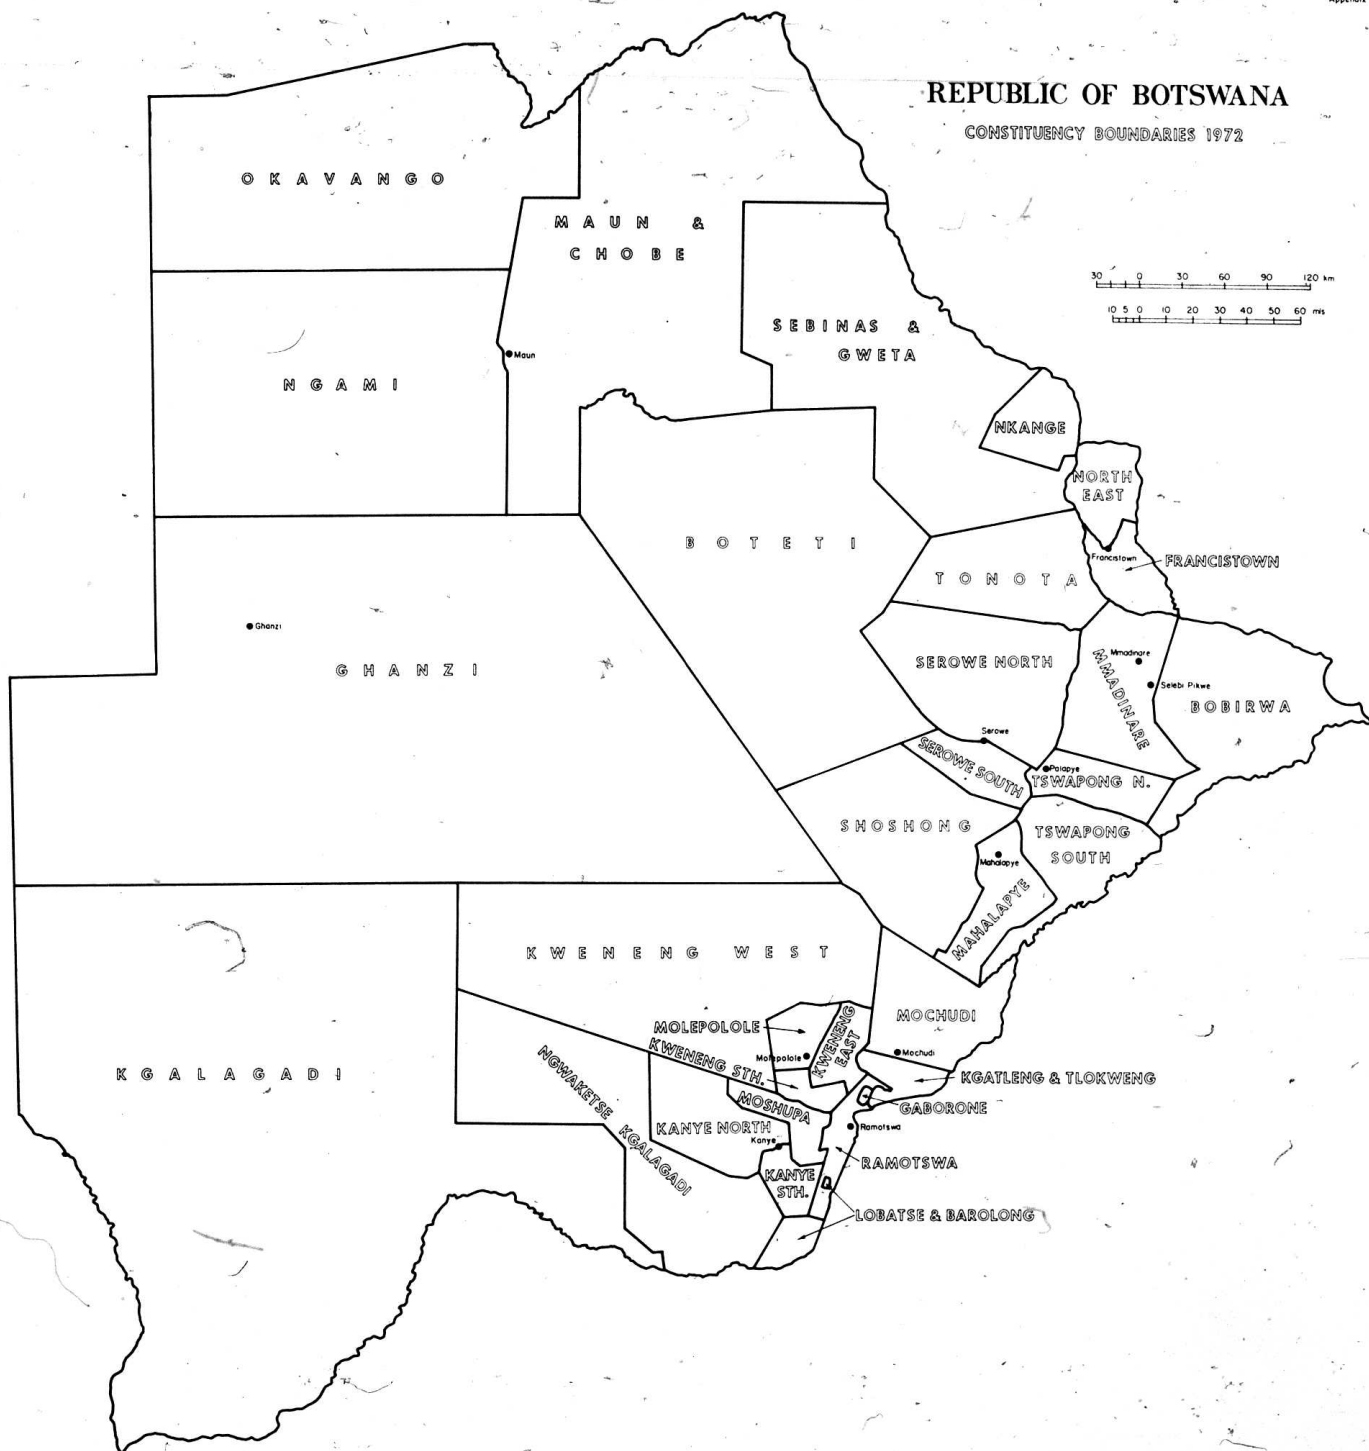 Appendix
REPUBLIC OF BOTSWANA
CONSTITUENCY BOUNDARIES 1972
30 0 30 60 90 120 km
10 5 0 10 20 30 40 50 60 mls
OKAVANGO
MAUN &
CHOBE
SEBINAS &
GWETA
Maun
NGAMI
NKANGE
NORTH
EAST
BOTETI
Francistown
FRANCISTOWN
TONOTA
Ghanzi
GHANZI
SEROWE NORTH
Mmadinare
MMADINARE
Selebi Pikwe
BOBIRWA
Serowe
SEROWE SOUTH
Palapye
TSWAPONG N.
SHOSHONG
TSWAPONG
SOUTH
Mahalapye
MAHALAPYE
KWENENG WEST
MOCHUDI
MOLEPOLOLE
KWENENG
EAST
KWENENG STH.
Molepolole
Mochudi
KGALAGADI
NGWAKETSE KGALAGADI
KGATLENG & TLOKWENG
MOSHUPA
GABORONE
KANYE NORTH
Ramotswa
Kanye
RAMOTSWA
KANYE
STH.
LOBATSE & BAROLONG